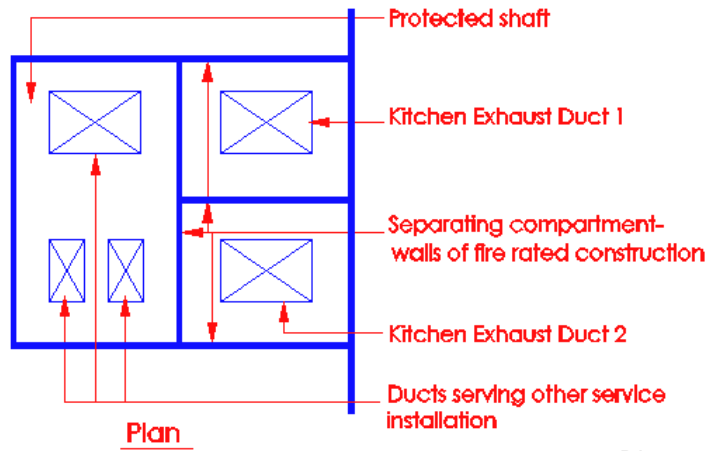 Protected shaft
Kitchen Exhaust Duct 1
Separating compartment-
walls of fire rated construction
Kitchen Exhaust Duct 2
Ducts serving other service
installation
Plan